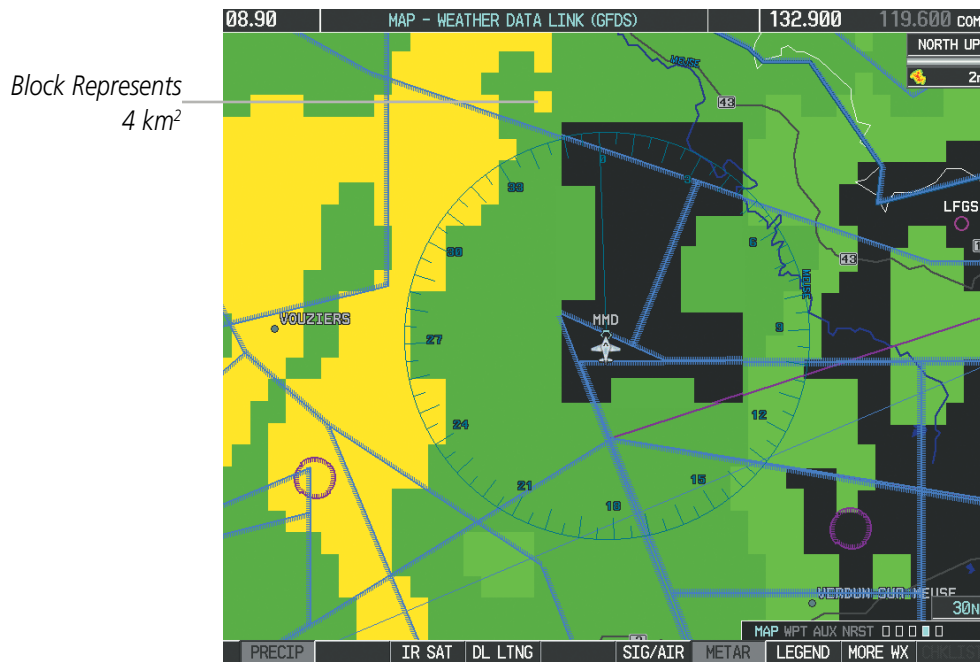 08.90 MAP - WEATHER DATA LINK (GFDS) 132.900 119.600 COM
NORTH UP
Block Represents
4 km²
MEUSE
43
33
0
3
30
6
LFGS
43
MEUSE
VOUZIERS
MMD
27
9
24
12
21
15
18
VERDUN-SUR-MEUSE
30N
MAP WPT AUX NRST
PRECIP IR SAT DL LTNG SIG/AIR METAR LEGEND MORE WX